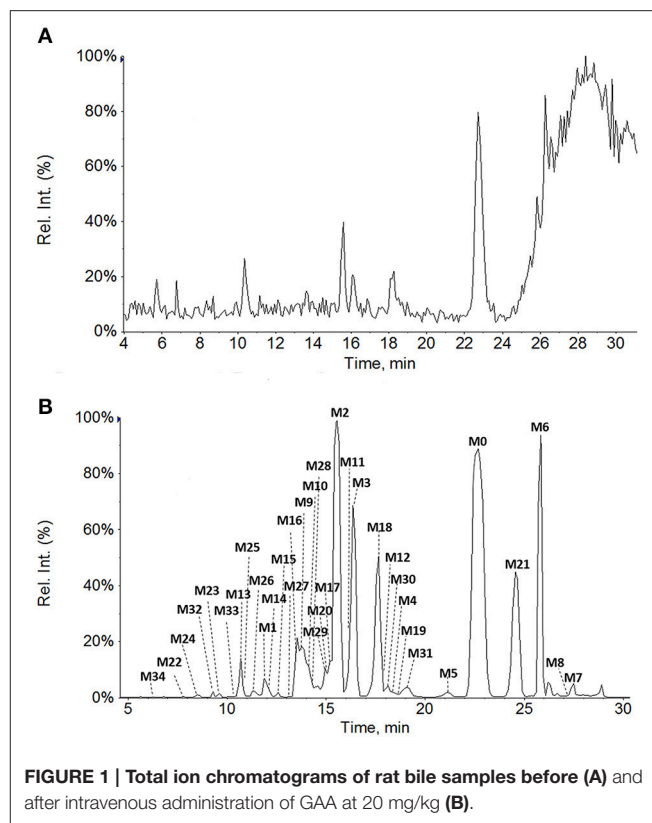 A
100%
80%
60%
40%
20%
0%
Rel. Int. (%)
4 6 8 10 12 14 16 18 20 22 24 26 28 30
Time, min
B
100%
80%
60%
40%
20%
0%
Rel. Int. (%)
M2
M28
M10
M9
M16
M11
M3
M25
M15
M18
M23
M13
M26
M27
M17
M12
M32
M14
M20
M30
M24
M33
M1
M29
M4
M22
M19
M34
M31
M5
M0
M21
M6
M8
M7
5 10 15 20 25 30
Time, min
FIGURE 1 | Total ion chromatograms of rat bile samples before (A) and
after intravenous administration of GAA at 20 mg/kg (B).